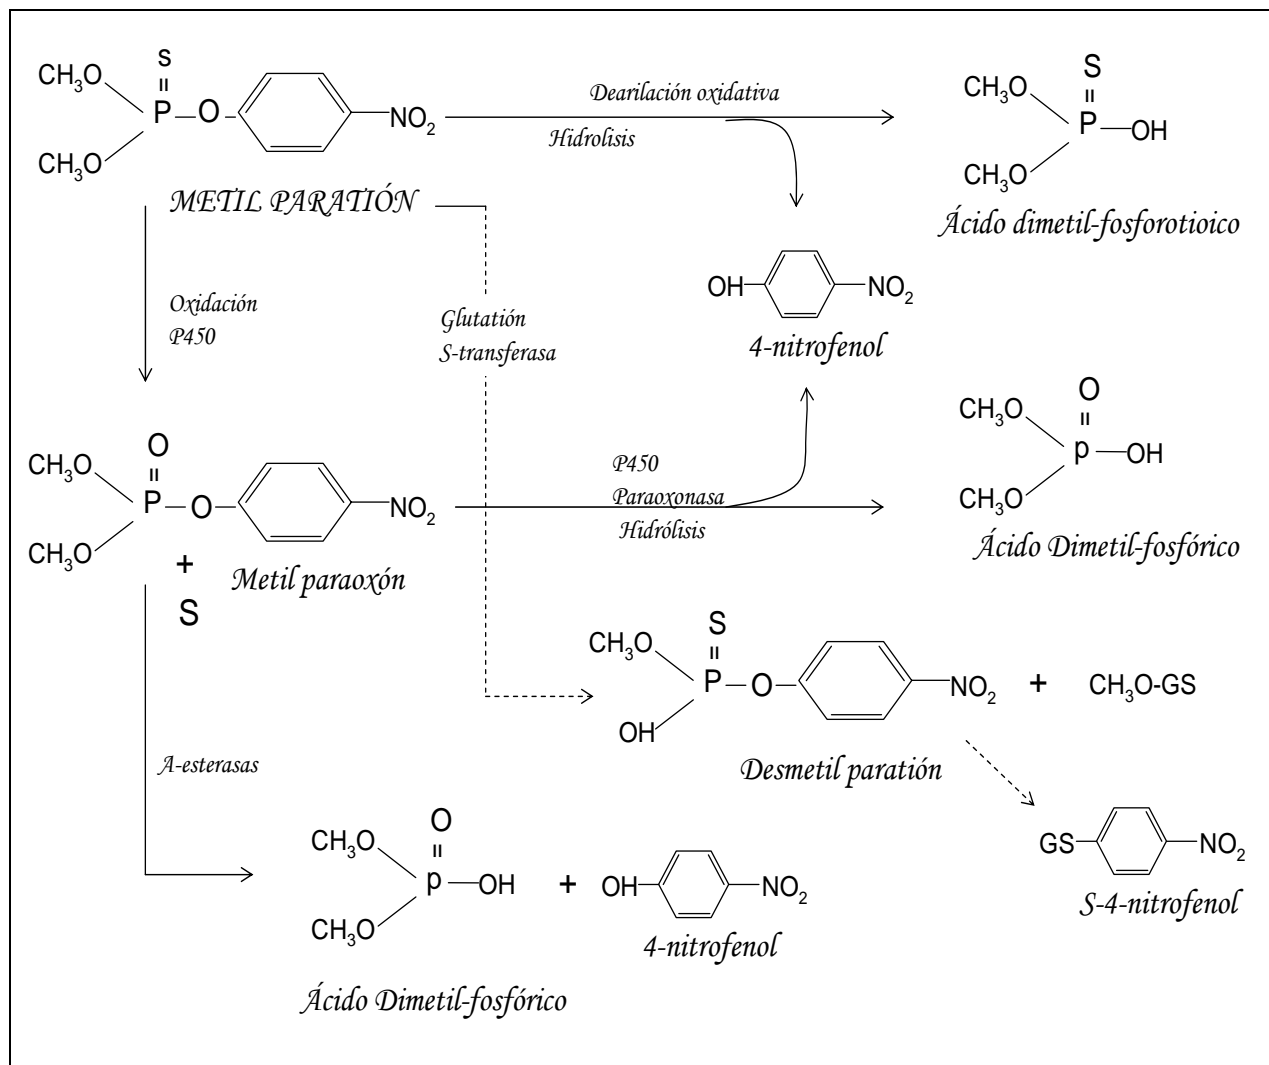 S
CH₃O
P
O
NO₂
CH₃O
METIL PARATIÓN
Dearilación oxidativa
Hidrolisis
S
CH₃O
P
OH
CH₃O
Ácido dimetil-fosforotioico
OH
NO₂
4-nitrofenol
Oxidación
P450
Glutatión
S-transferasa
O
CH₃O
P
O
NO₂
CH₃O
+
S
Metil paraoxón
P450
Paraoxonasa
Hidrólisis
O
CH₃O
p
OH
CH₃O
Ácido Dimetil-fosfórico
S
CH₃O
P
O
NO₂
OH
+
CH₃O-GS
Desmetil paratión
A-esterasas
GS
NO₂
S-4-nitrofenol
O
CH₃O
p
OH
CH₃O
+
OH
NO₂
4-nitrofenol
Ácido Dimetil-fosfórico